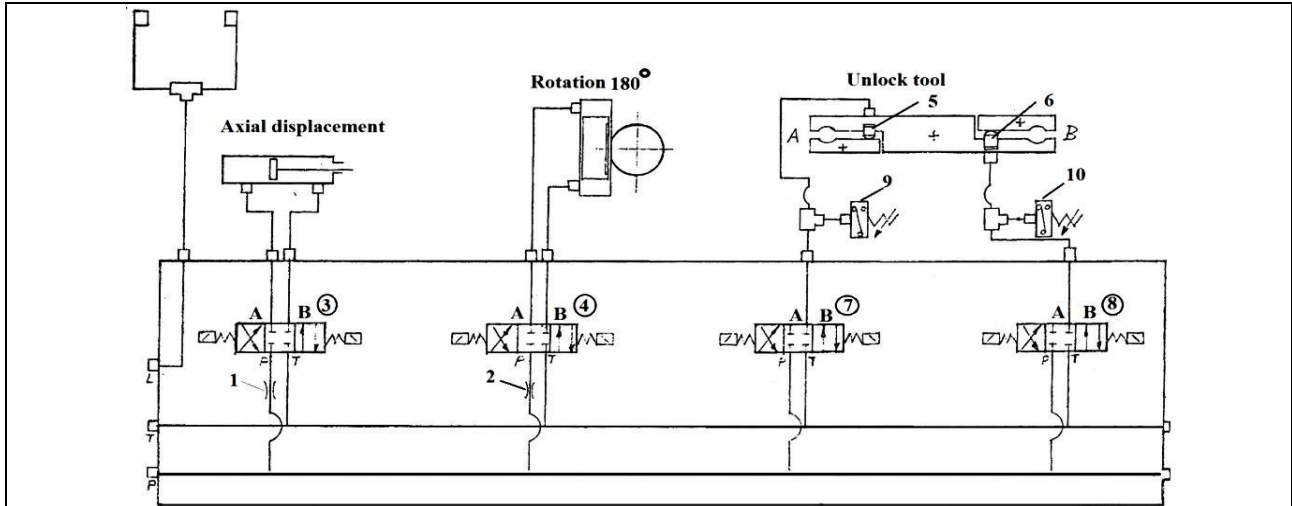 Rotation 180°
Unlock tool
Axial displacement
5
6
A
B
9
10
A B ③
A B ④
A B ⑦
A B ⑧
P T
P T
P T
P T
1
2
L
T
P